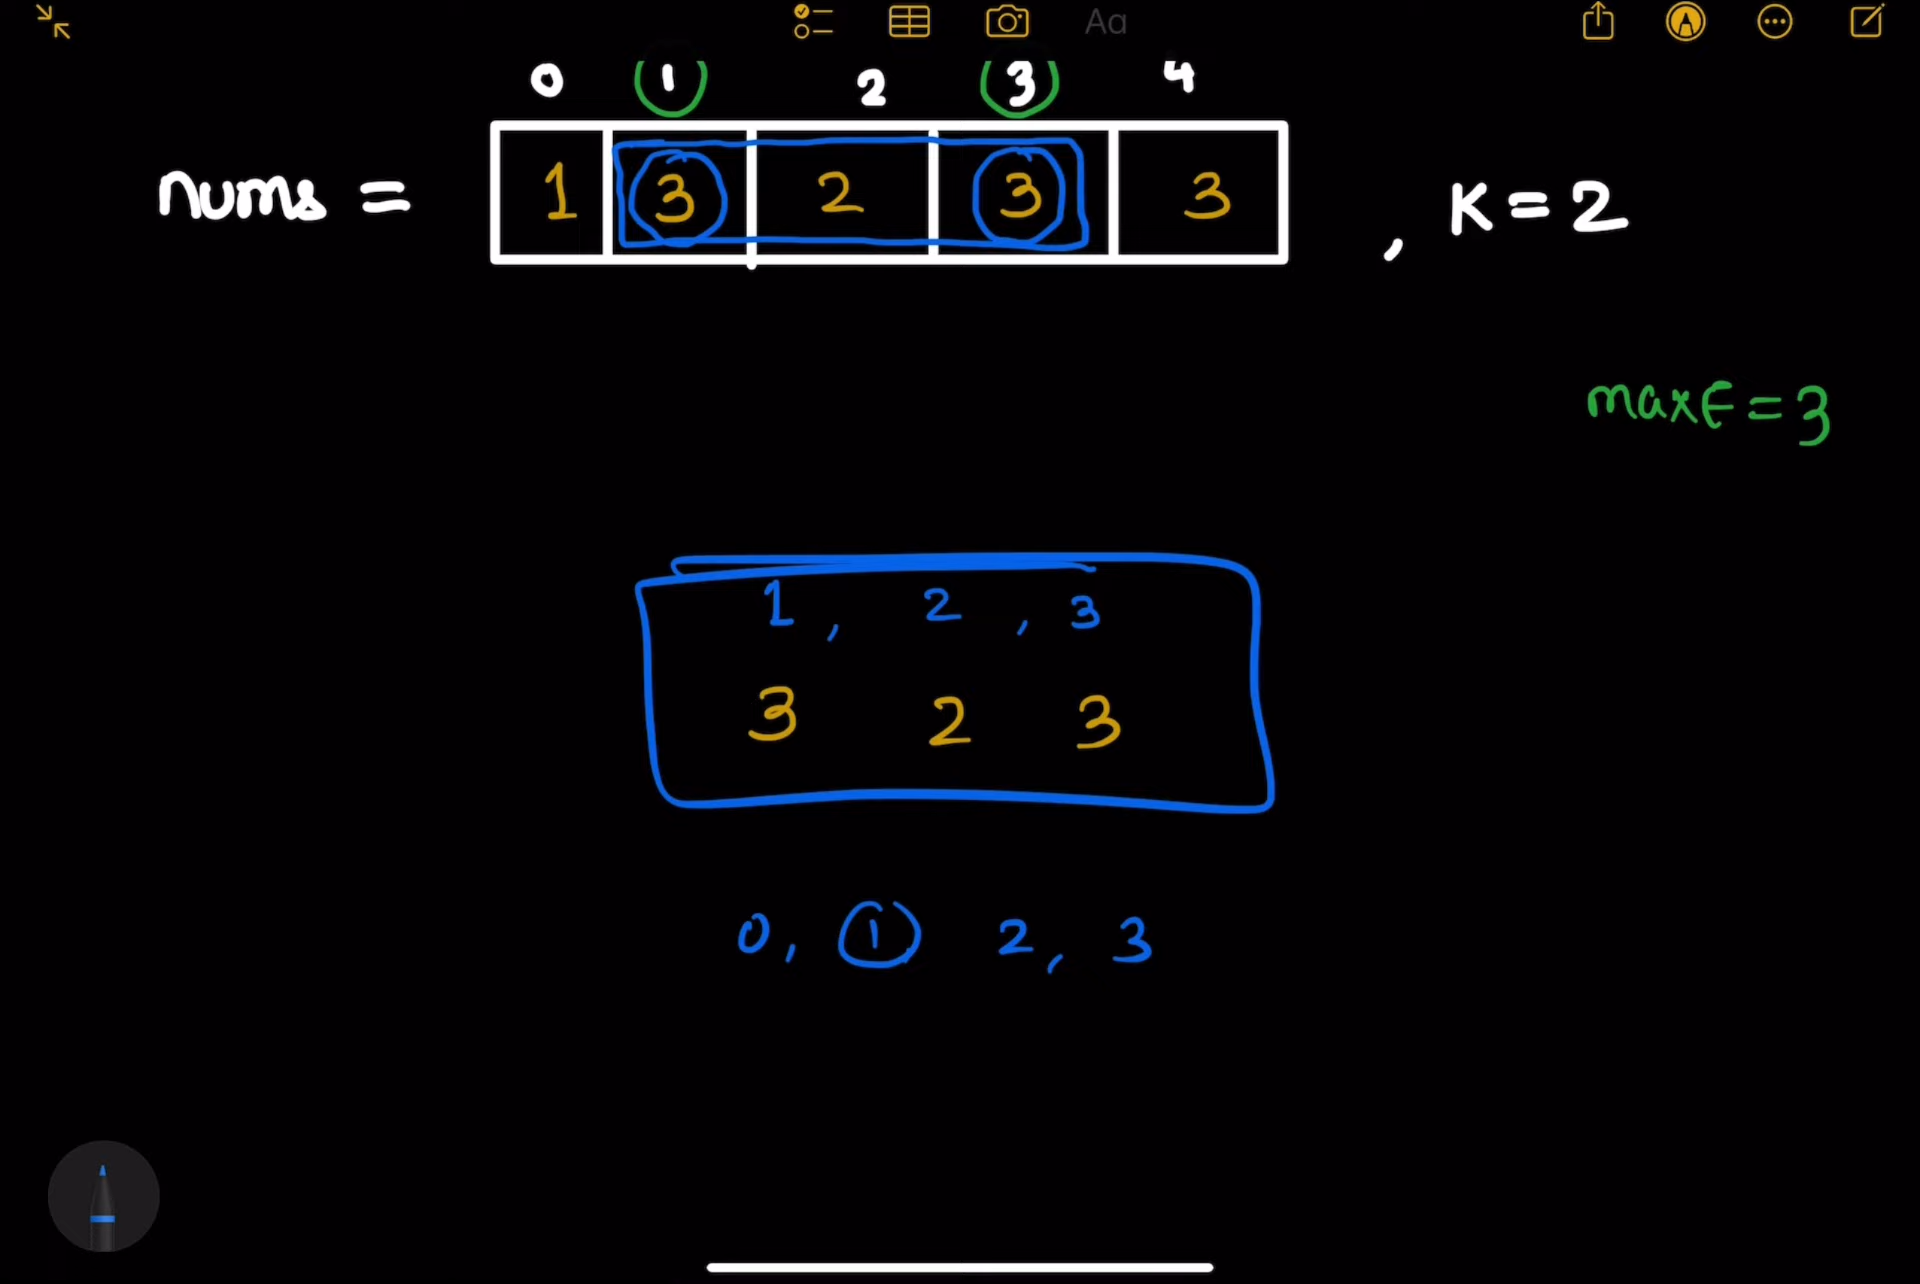 Aa
0 1 2 3 4
nums = 1 3 2 3 3 , K = 2
maxE = 3
1 , 2 , 3
3 2 3
0 , 1 2 , 3